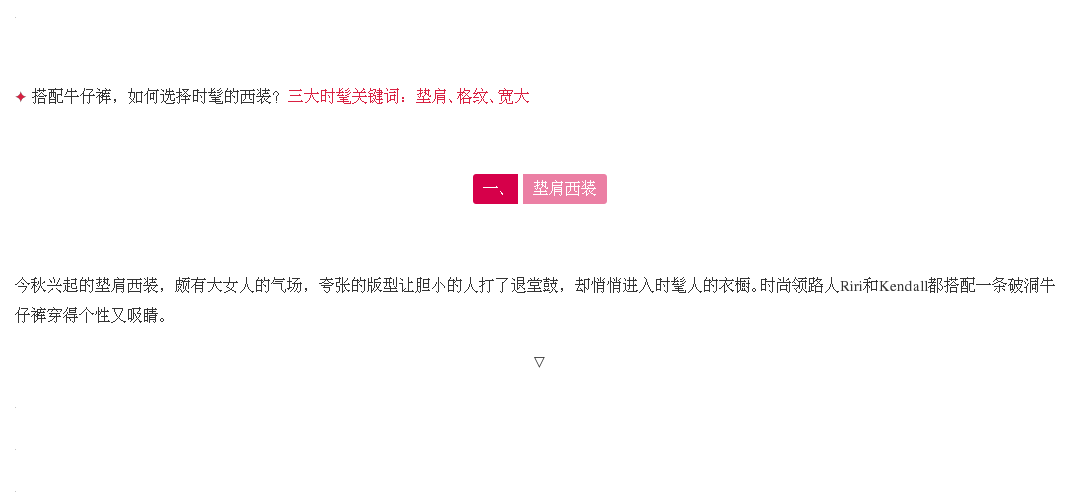 ✦ 搭配牛仔裤，如何选择时髦的西装？三大时髦关键词：垫肩、格纹、宽大
一、 垫肩西装
今秋兴起的垫肩西装，颇有大女人的气场，夸张的版型让胆小的人打了退堂鼓，却悄悄进入时髦人的衣橱。时尚领路人Riri和Kendall都搭配一条破洞牛
仔裤穿得个性又吸睛。
▽